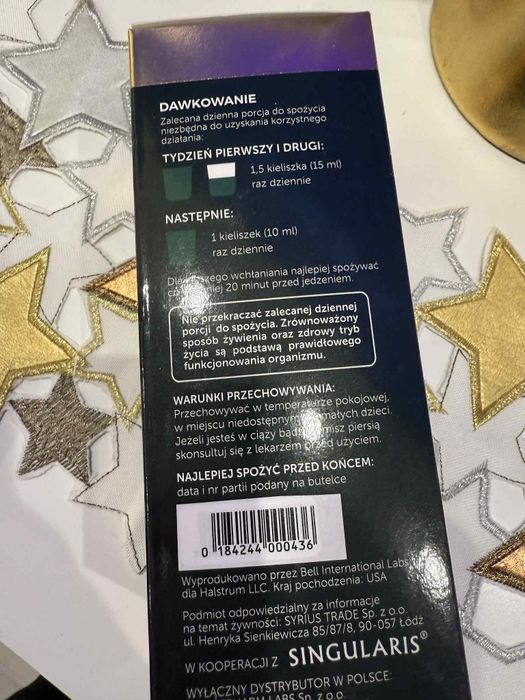 DAWKOWANIE
Zalecana dzienna porcja do spożycia
niezbędna do uzyskania korzystnego
działania:
TYDZIEŃ PIERWSZY I DRUGI:
1,5 kieliszka (15 ml)
raz dziennie
NASTĘPNIE:
1 kieliszek (10 ml)
raz dziennie
wchłaniania najlepiej spożywać
20 minut przed jedzeniem.
Nie przekraczać zalecanej dziennej
porcji do spożycia. Zrównoważony
sposób żywienia oraz zdrowy tryb
życia są podstawą prawidłowego
funkcjonowania organizmu.
WARUNKI PRZECHOWYWANIA:
Przechowywać w temperaturze pokojowej,
w miejscu niedostępnym małych dzieci.
Jeżeli jesteś w ciąży bądź karmisz piersią
skonsultuj się z lekarzem przed użyciem.
NAJLEPIEJ SPOŻYĆ PRZED KOŃCEM:
data i nr partii podany na butelce
0 184244 000436
Wyprodukowano przez Bell International Labs
dla Halstrum LLC. Kraj pochodzenia: USA
Podmiot odpowiedzialny za informacje
na temat żywności: SYRIUS TRADE Sp. z o.o.
ul. Henryka Sienkiewicza 85/87/8, 90-057 Łódź
W KOOPERACJI Z SINGULARIS®
WYŁĄCZNY DYSTRYBUTOR W POLSCE:
LABS Sp. z o.o.